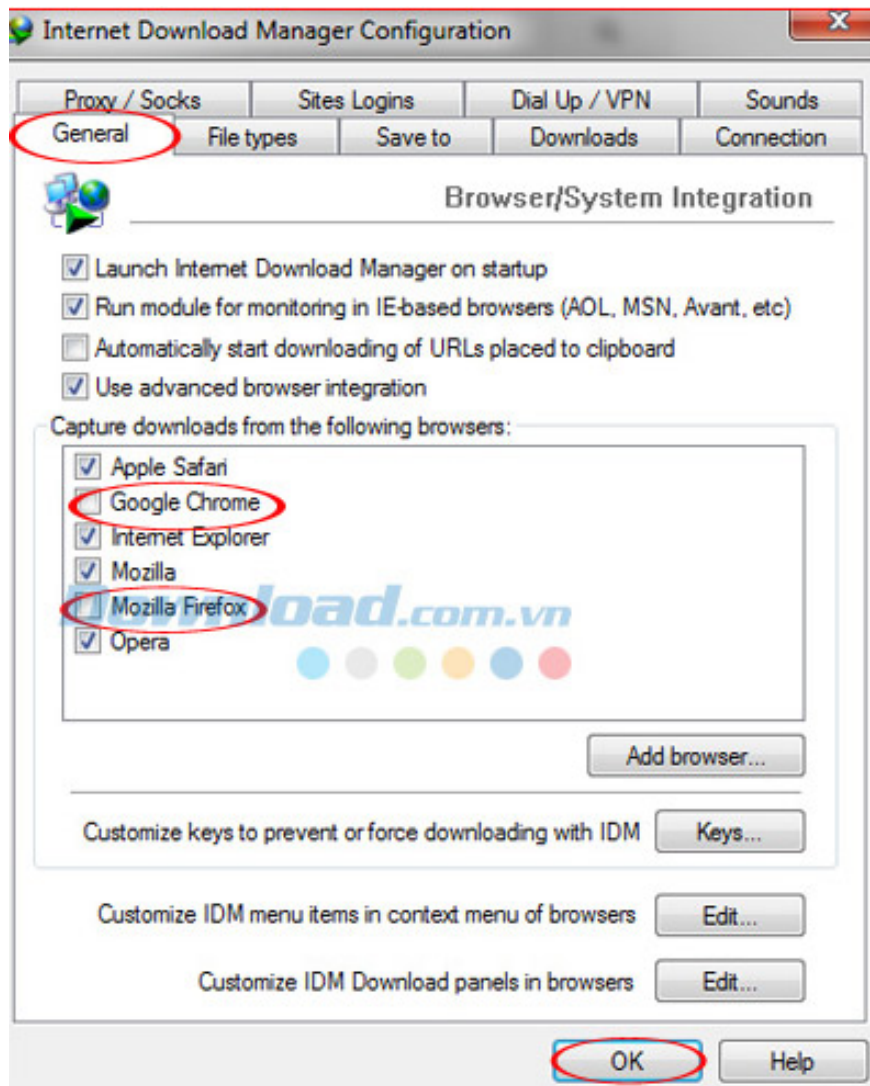 Internet Download Manager Configuration
X
Proxy / Socks Sites Logins Dial Up / VPN Sounds
General File types Save to Downloads Connection
Browser/System Integration
Launch Internet Download Manager on startup
Run module for monitoring in IE-based browsers (AOL, MSN, Avant, etc)
Automatically start downloading of URLs placed to clipboard
Use advanced browser integration
Capture downloads from the following browsers:
Apple Safari
Google Chrome
Internet Explorer
Mozilla
Mozilla Firefox
Download.com.vn
Opera
Add browser...
Customize keys to prevent or force downloading with IDM Keys...
Customize IDM menu items in context menu of browsers Edit...
Customize IDM Download panels in browsers Edit...
OK Help